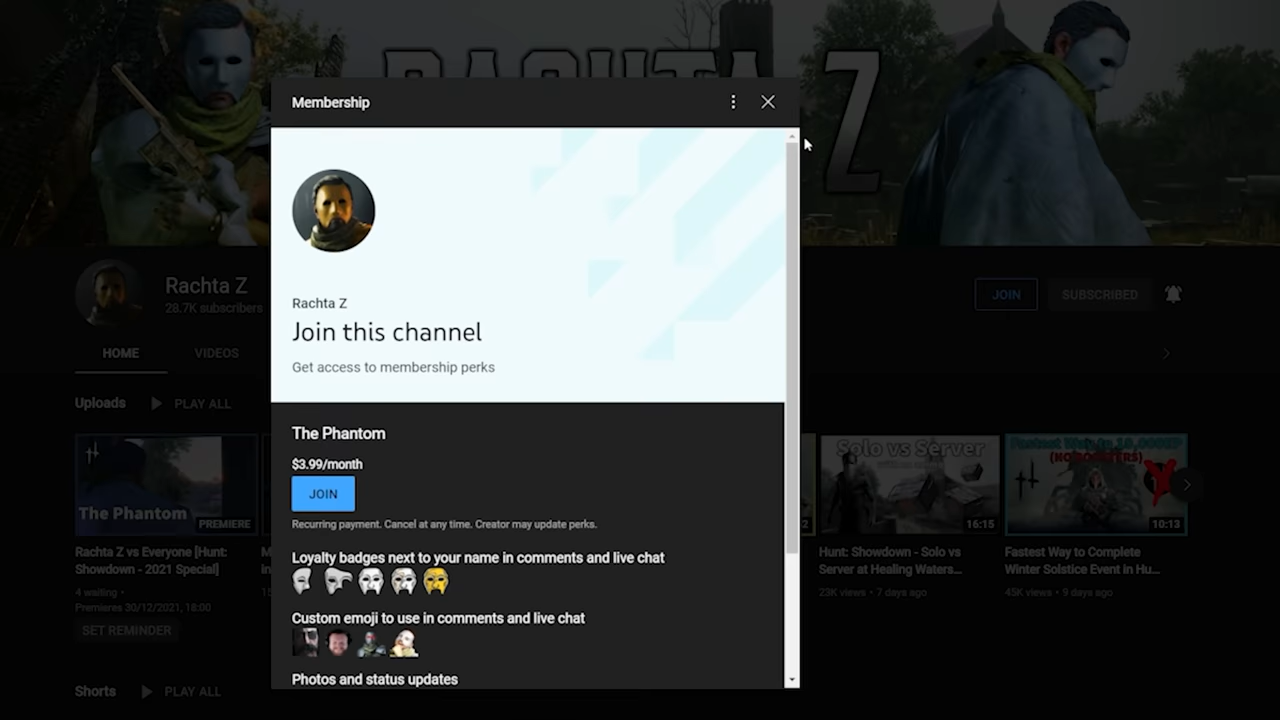 RACHTA Z
Membership
Rachta Z
Join this channel
Get access to membership perks
The Phantom
$3.99/month
JOIN
Recurring payment. Cancel at any time. Creator may update perks.
Loyalty badges next to your name in comments and live chat
Custom emoji to use in comments and live chat
Photos and status updates
Rachta Z
28.7K subscribers
JOIN
SUBSCRIBED
HOME
VIDEOS
Uploads
PLAY ALL
The Phantom
PREMIERE
Rachta Z vs Everyone [Hunt:
Showdown - 2021 Special]
4 waiting •
Premieres 30/12/2021, 18:00
SET REMINDER
Solo vs Server
16:15
Hunt: Showdown - Solo vs
Server at Healing Waters...
23K views • 7 days ago
(NO BOOSTERS)
10:13
Fastest Way to Complete
Winter Solstice Event in Hu...
45K views • 9 days ago
Shorts
PLAY ALL